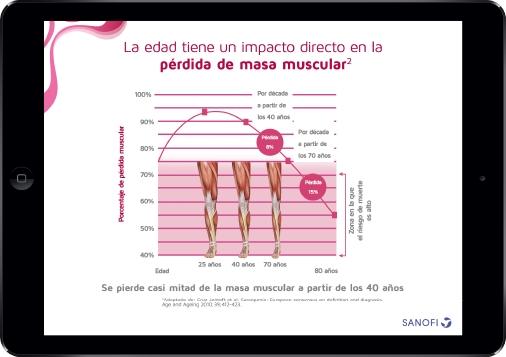 La edad tiene un impacto directo en la
pérdida de masa muscular²
Porcentaje de pérdida muscular
100%
90%
80%
70%
60%
50%
40%
Por década
a partir de
los 40 años
Pérdida
8%
Por década
a partir de
los 70 años
Pérdida
15%
Zona en la que
el riesgo de muerte
es alto
Edad
25 años
40 años
70 años
80 años
Se pierde casi mitad de la masa muscular a partir de los 40 años
Adaptado de: Cruz-Jentoft et al. Sarcopenia: European consensus on definition and diagnosis.
Age and Ageing 2010; 39;412-423.
SANOFI